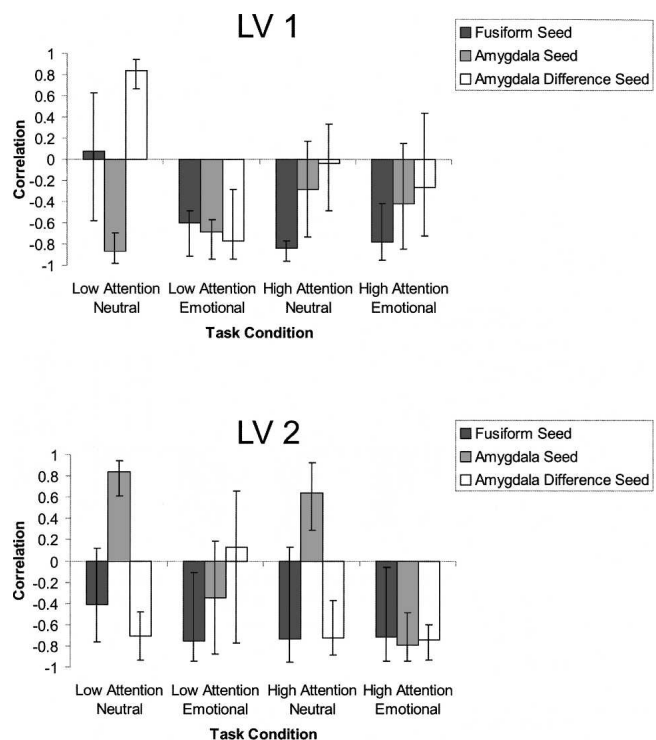 LV 1
Fusiform Seed
Amygdala Seed
Amygdala Difference Seed
1
0.8
0.6
0.4
0.2
0
-0.2
-0.4
-0.6
-0.8
-1
Correlation
Low Attention Low Attention High Attention High Attention
Neutral Emotional Neutral Emotional
Task Condition
LV 2
Fusiform Seed
Amygdala Seed
Amygdala Difference Seed
1
0.8
0.6
0.4
0.2
0
-0.2
-0.4
-0.6
-0.8
-1
Correlation
Low Attention Low Attention High Attention High Attention
Neutral Emotional Neutral Emotional
Task Condition